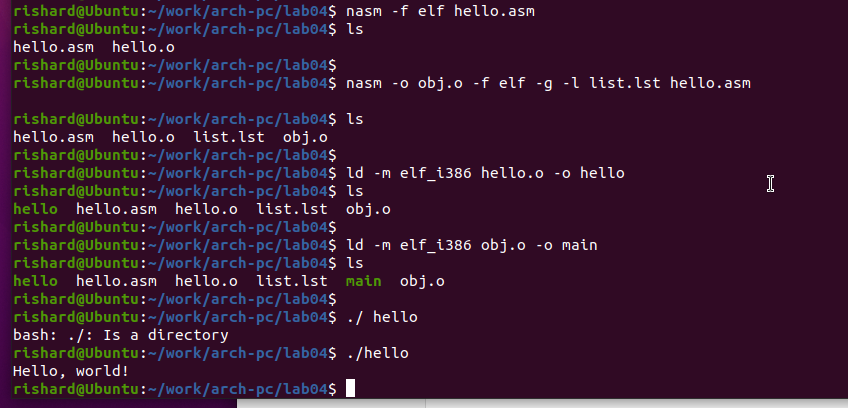 rishard@Ubuntu:~/work/arch-pc/lab04$ nasm -f elf hello.asm
rishard@Ubuntu:~/work/arch-pc/lab04$ ls
hello.asm  hello.o
rishard@Ubuntu:~/work/arch-pc/lab04$
rishard@Ubuntu:~/work/arch-pc/lab04$ nasm -o obj.o -f elf -g -l list.lst hello.asm
rishard@Ubuntu:~/work/arch-pc/lab04$ ls
hello.asm  hello.o  list.lst  obj.o
rishard@Ubuntu:~/work/arch-pc/lab04$
rishard@Ubuntu:~/work/arch-pc/lab04$ ld -m elf_i386 hello.o -o hello
rishard@Ubuntu:~/work/arch-pc/lab04$ ls
hello  hello.asm  hello.o  list.lst  obj.o
rishard@Ubuntu:~/work/arch-pc/lab04$
rishard@Ubuntu:~/work/arch-pc/lab04$ ld -m elf_i386 obj.o -o main
rishard@Ubuntu:~/work/arch-pc/lab04$ ls
hello  hello.asm  hello.o  list.lst  main  obj.o
rishard@Ubuntu:~/work/arch-pc/lab04$
rishard@Ubuntu:~/work/arch-pc/lab04$ ./ hello
bash: ./: Is a directory
rishard@Ubuntu:~/work/arch-pc/lab04$ ./hello
Hello, world!
rishard@Ubuntu:~/work/arch-pc/lab04$